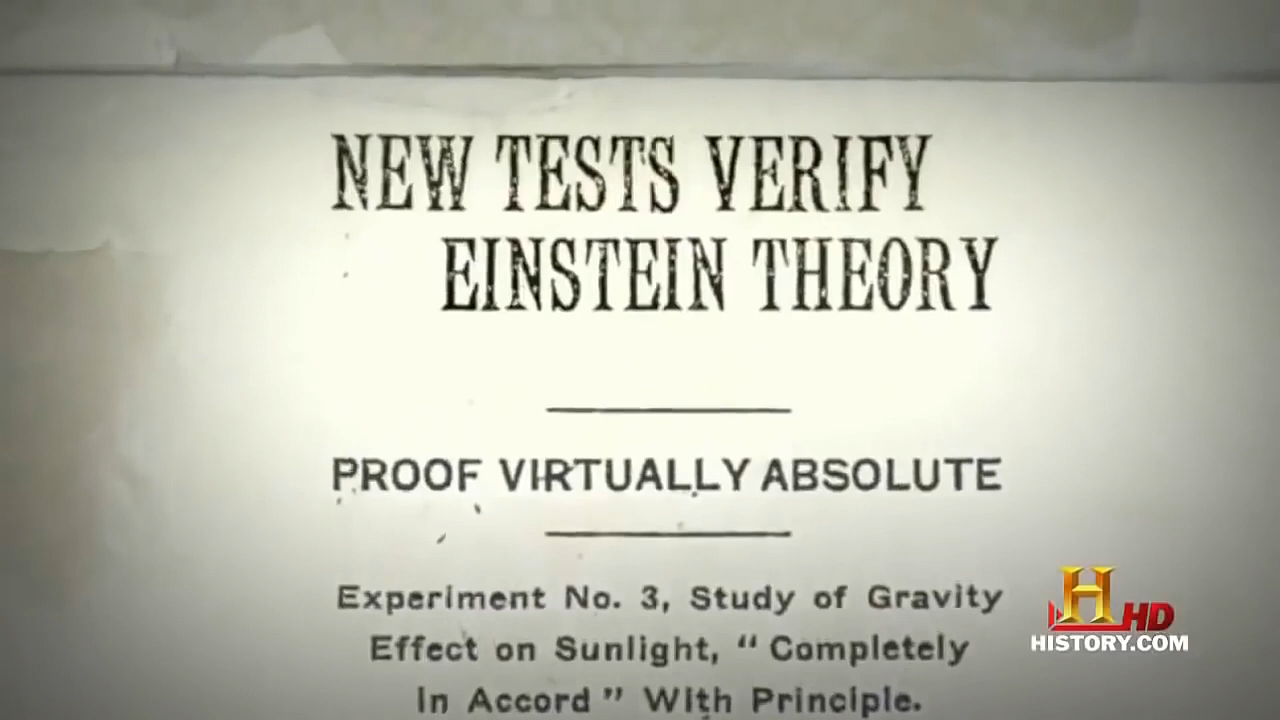 NEW TESTS VERIFY
EINSTEIN THEORY
PROOF VIRTUALLY ABSOLUTE
Experiment No. 3, Study of Gravity
Effect on Sunlight, “ Completely
In Accord ” With Principle.
H HD
HISTORY.COM